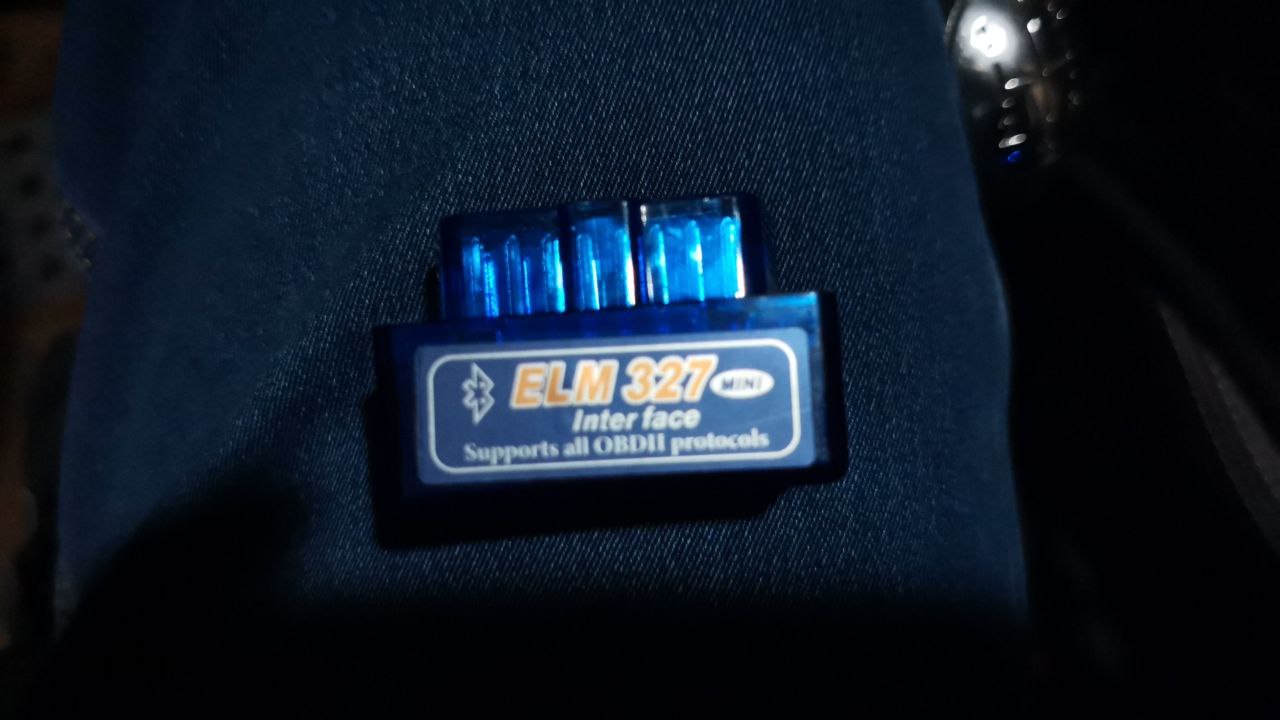 ELM 327 MINI
Inter face
Supports all OBDII protocols